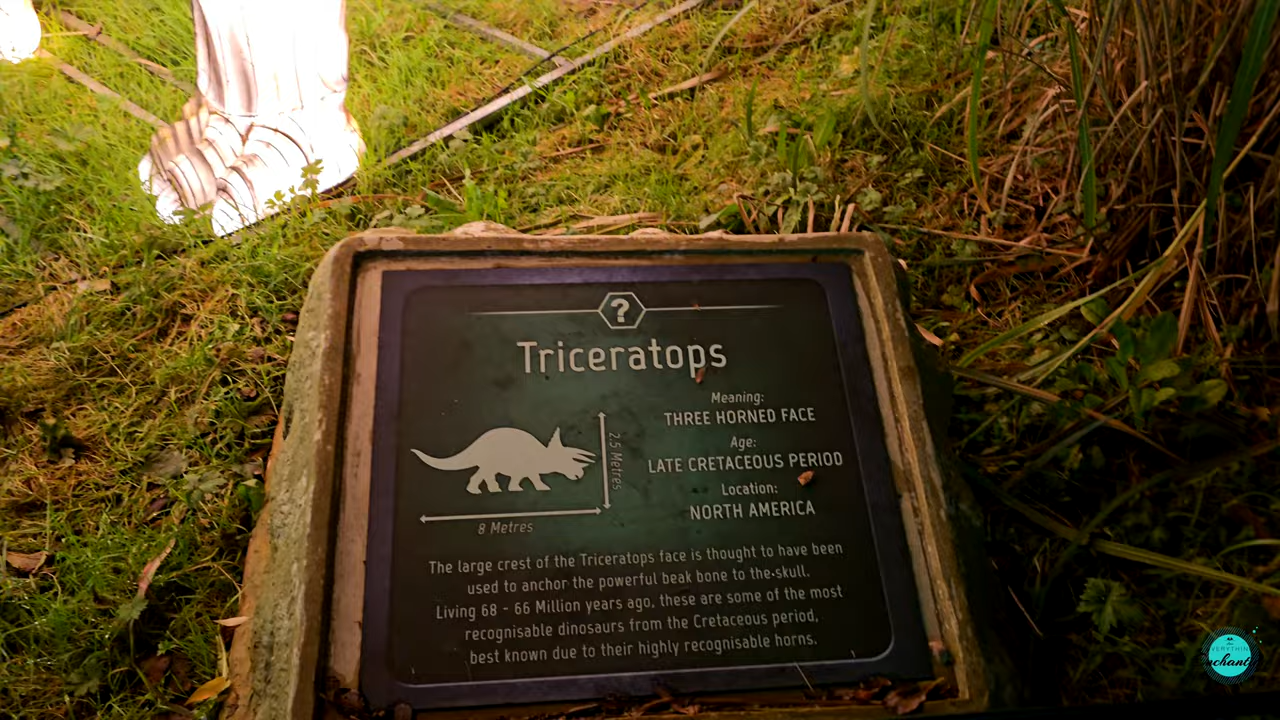 ?
Triceratops
Meaning:
THREE HORNED FACE
Age:
LATE CRETACEOUS PERIOD
Location:
NORTH AMERICA
2.5 Metres
8 Metres
The large crest of the Triceratops face is thought to have been
used to anchor the powerful beak bone to the skull.
Living 68 - 66 Million years ago, these are some of the most
recognisable dinosaurs from the Cretaceous period,
best known due to their highly recognisable horns.